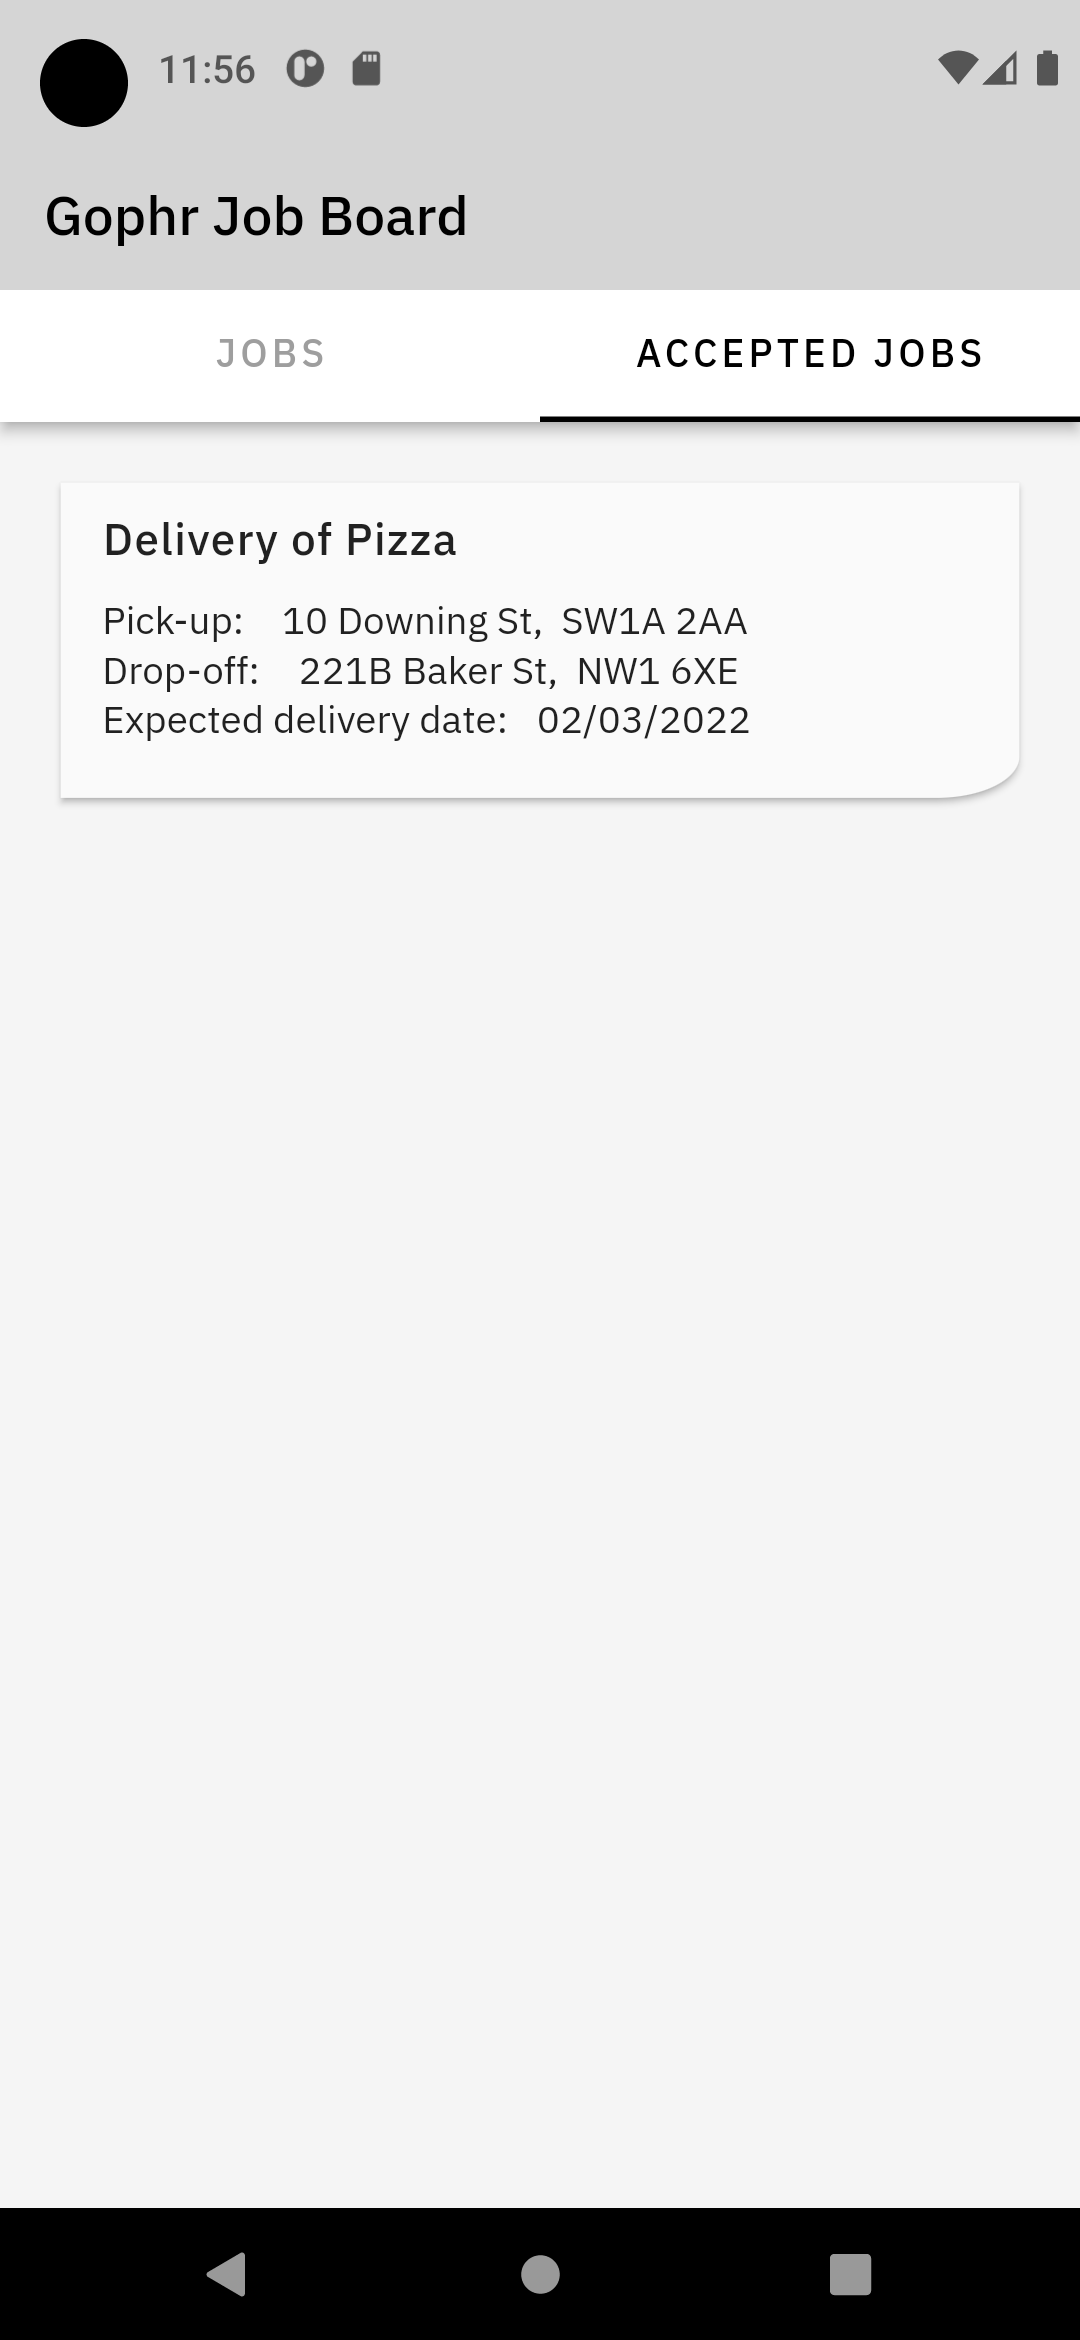 11:56
Gophr Job Board
JOBS ACCEPTED JOBS
Delivery of Pizza
Pick-up: 10 Downing St, SW1A 2AA
Drop-off: 221B Baker St, NW1 6XE
Expected delivery date: 02/03/2022